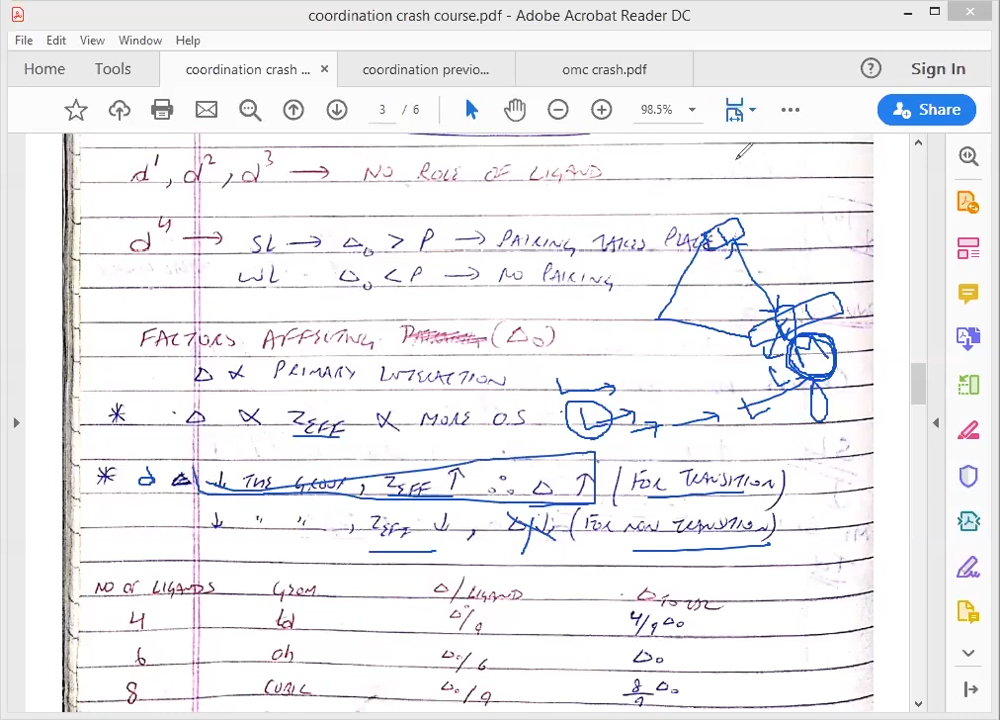 coordination crash course.pdf - Adobe Acrobat Reader DC
File Edit View Window Help
Home Tools coordination crash ... × coordination previo... omc crash.pdf Sign In
3 / 6 98.5% Share
d¹, d², d³ → NO ROLE OF LIGAND
d⁴ → SL → Δ₀ > P → PAIRING TAKES PLACE
WL Δ₀ < P → NO PAIRING
FACTORS AFFECTING (Δ₀)
Δ ∝ PRIMARY INTERACTION
* Δ ∝ ZEFF ∝ MORE O.S
* ↓ THE GROUP, ZEFF ↑ ∴ Δ ↑ (FOR TRANSITION)
↓ " " , ZEFF ↓ , (FOR NON TRANSITION)
NO OF LIGANDS GEOM Δ/LIGAND Δ TOTAL
4 td Δ₀/9 4/9 Δ₀
6 oh Δ₀/6 Δ₀
8 CUBIC Δ₀/9 8/9 Δ₀